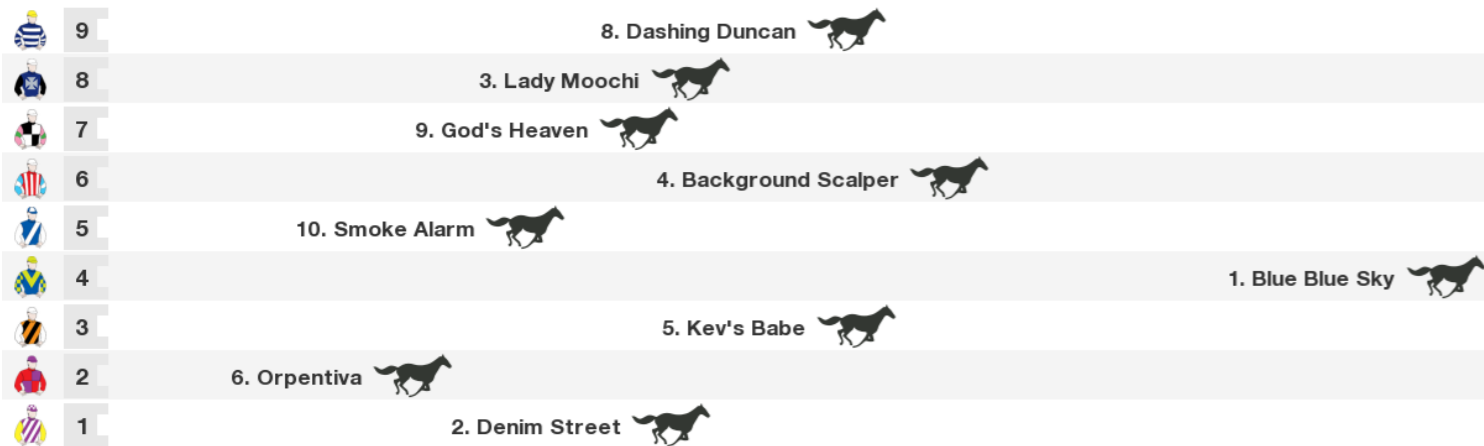 9 8. Dashing Duncan
8 3. Lady Moochi
7 9. God's Heaven
6 4. Background Scalper
5 10. Smoke Alarm
4 1. Blue Blue Sky
3 5. Kev's Babe
2 6. Orpentiva
1 2. Denim Street